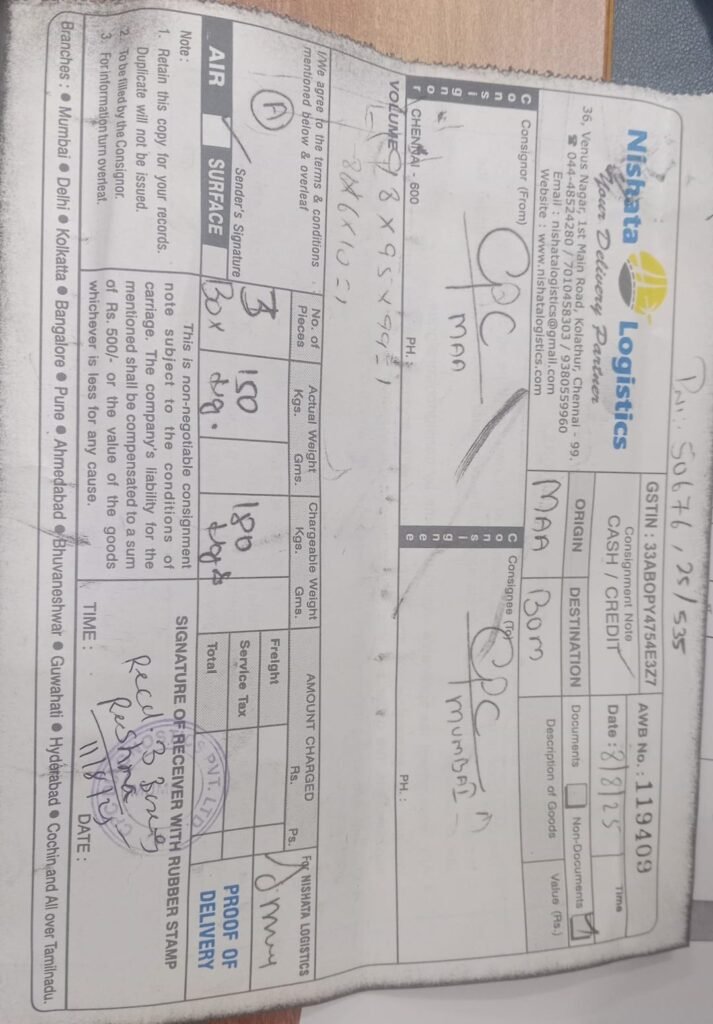 DN: 50676, 25/535
Nishata Logistics
Your Delivery Partner
36, Venus Nagar, 1st Main Road, Kolathur, Chennai - 99.
☎ 044-48524280 / 7010458303 / 9380559960
Email : nishatalogistics@gmail.com
Website : www.nishatalogistics.com
GSTIN : 33ABOPY4754E3Z7
Consignment Note
CASH / CREDIT ✓
AWB No. : 119409
Date : 8/8/25
Time
ORIGIN
DESTINATION
MAA
BOM
Documents
Non-Documents ✓
Description of Goods
Value (Rs.)
Consignor
Consignor (From)
CPC
MAA
CHENNAI - 600
PH. :
Consignee
Consignee (To)
CPC
MUMBAI
PH. :
VOLUME
I/We agree to the terms & conditions
mentioned below & overleaf
A
Sender's Signature
AIR
SURFACE
No. of Pieces
Actual Weight
Kgs. Gms.
Chargeable Weight
Kgs. Gms.
AMOUNT CHARGED
Rs. Ps.
For NISHATA LOGISTICS
3
Box
150
kg.
180
kgs
Freight
Service Tax
Total
PROOF OF
DELIVERY
Note :
1. Retain this copy for your records.
Duplicate will not be issued.
2. To be filled by the Consignor.
3. For information turn overleaf.
This is non-negotiable consignment
note subject to the conditions of
carriage. The company's liability for the
mentioned shall be compensated to a sum
of Rs. 500/- or the value of the goods
whichever is less for any cause.
SIGNATURE OF RECEIVER WITH RUBBER STAMP
Recd. 3 Boxes
Reshma
11/8/25
PVT. LTD
TIME :
DATE :
Branches : ● Mumbai ● Delhi ● Kolkatta ● Bangalore ● Pune ● Ahmedabad ● Bhuvaneshwar ● Guwahati ● Hyderabad ● Cochin and All over Tamilnadu.